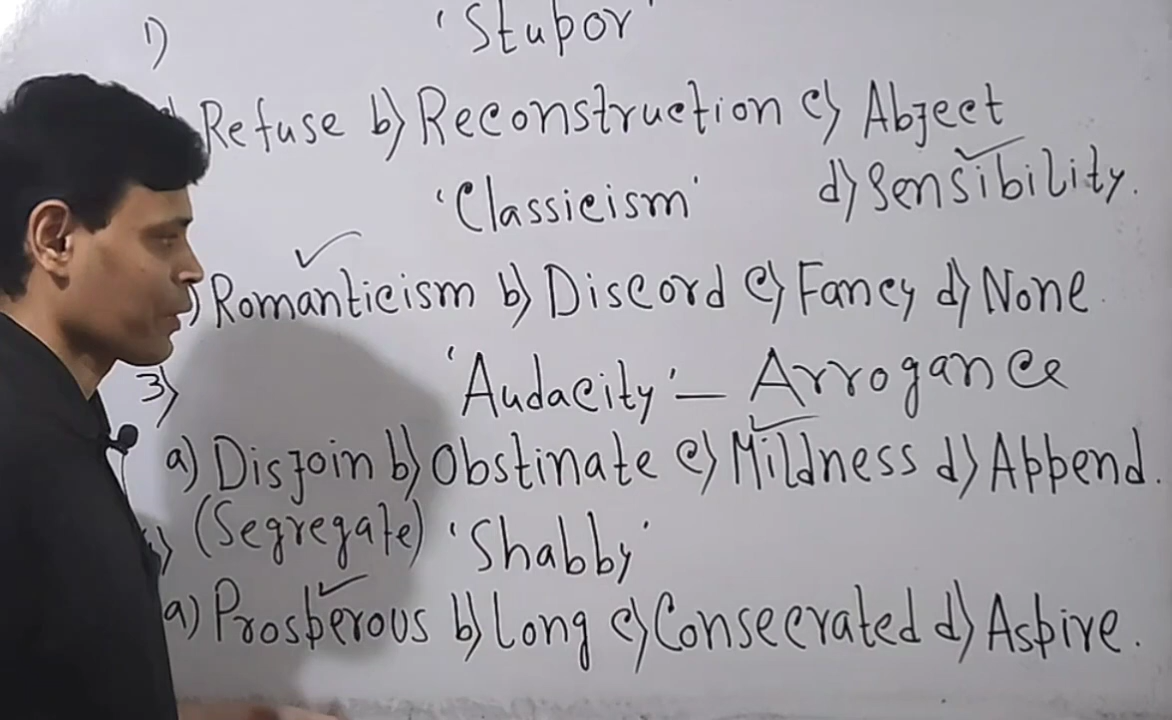 1) 'Stupor'
Refuse b) Reconstruction c) Abject
d) Sensibility.
'Classicism'
) Romanticism b) Discord c) Fancy d) None.
3) 'Audacity' – Arrogance
a) Disjoin b) Obstinate c) Mildness d) Append.
(Segregate) 'Shabby'
a) Prosperous b) Long c) Consecrated d) Aspire.